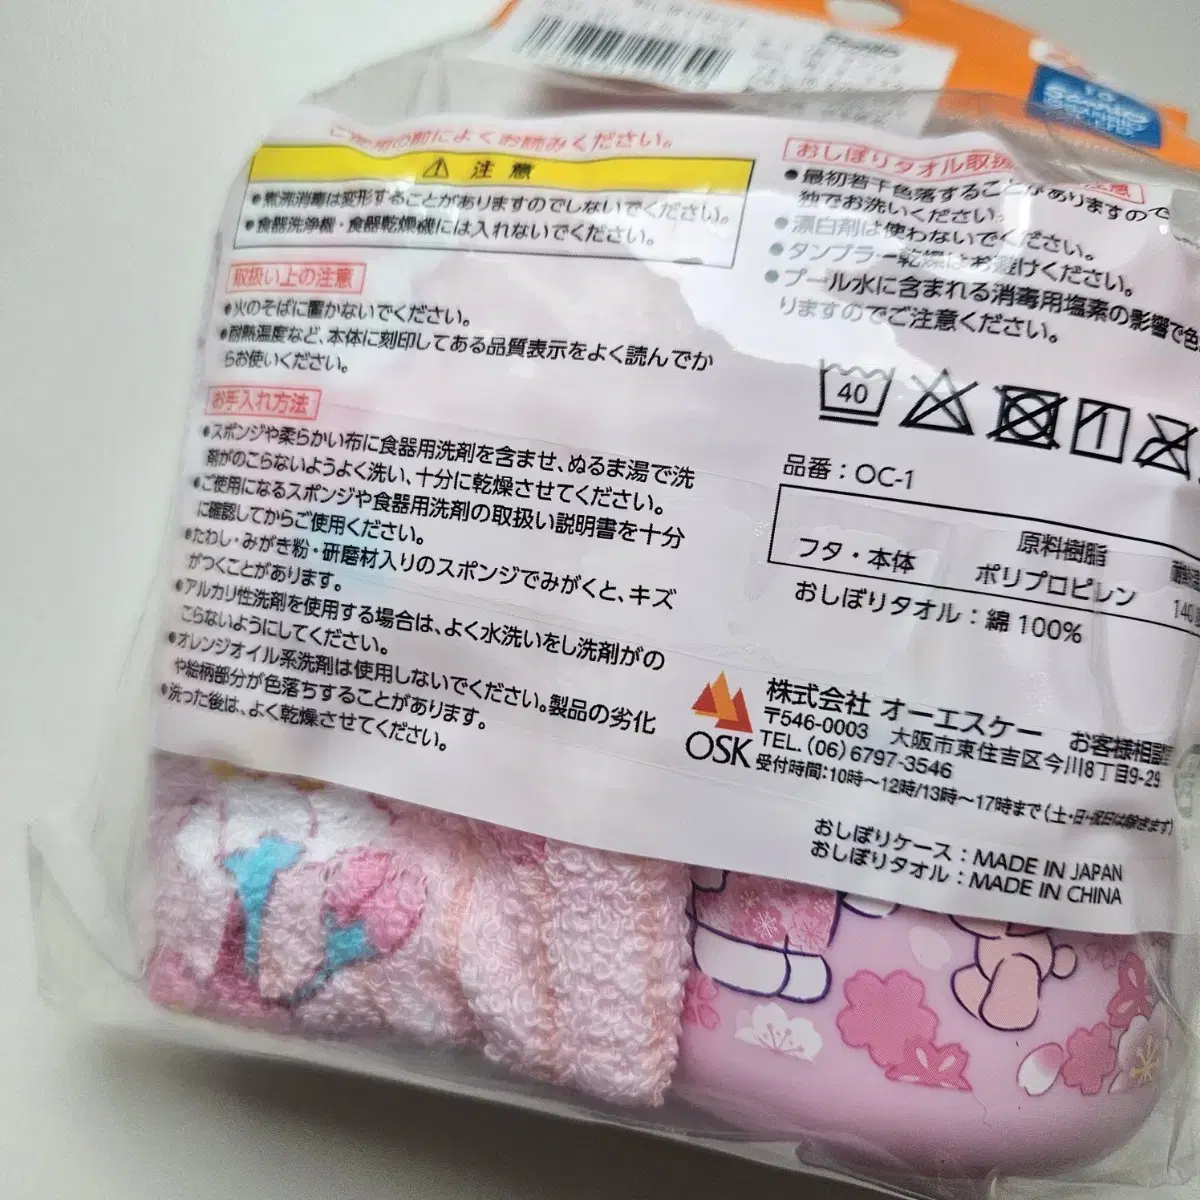 ご使用の前によくお読みください。
⚠ 注意
●煮沸消毒は変形することがありますのでしないでください。
●食器洗浄機・食器乾燥機には入れないでください。
取扱い上の注意
●火のそばに置かないでください。
●耐熱温度など、本体に刻印してある品質表示をよく読んでか
らお使いください。
お手入れ方法
●スポンジや柔らかい布に食器用洗剤を含ませ、ぬるま湯で洗
剤がのこらないようよく洗い、十分に乾燥させてください。
●ご使用になるスポンジや食器用洗剤の取扱い説明書を十分
に確認してからご使用ください。
●たわし・みがき粉・研磨材入りのスポンジでみがくと、キズ
がつくことがあります。
●アルカリ性洗剤を使用する場合は、よく水洗いをし洗剤がの
こらないようにしてください。
●オレンジオイル系洗剤は使用しないでください。製品の劣化
や絵柄部分が色落ちすることがあります。
●洗った後は、よく乾燥させてください。
おしぼりタオル取扱 注意
●最初若干色落することがありますので
独でお洗いください。
●漂白剤は使わないでください。
●タンブラー乾燥はお避けください。
●プール水に含まれる消毒用塩素の影響で色
りますのでご注意ください。
40
品番：OC-1
原料樹脂
フタ・本体 ポリプロピレン 140
おしぼりタオル：綿100%
OSK
株式会社 オーエスケー お客様相談室
〒546-0003 大阪市東住吉区今川8丁目9-29
TEL.(06)6797-3546
受付時間：10時～12時/13時～17時まで(土・日・祝日は除きます)
おしぼりケース：MADE IN JAPAN
おしぼりタオル：MADE IN CHINA